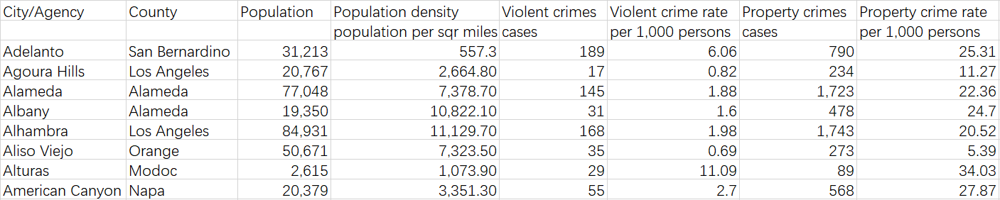 City/Agency County Population Population density Violent crimes Violent crime rate Property crimes Property crime rate
population per sqr miles cases per 1,000 persons cases per 1,000 persons
Adelanto San Bernardino 31,213 557.3 189 6.06 790 25.31
Agoura Hills Los Angeles 20,767 2,664.80 17 0.82 234 11.27
Alameda Alameda 77,048 7,378.70 145 1.88 1,723 22.36
Albany Alameda 19,350 10,822.10 31 1.6 478 24.7
Alhambra Los Angeles 84,931 11,129.70 168 1.98 1,743 20.52
Aliso Viejo Orange 50,671 7,323.50 35 0.69 273 5.39
Alturas Modoc 2,615 1,073.90 29 11.09 89 34.03
American Canyon Napa 20,379 3,351.30 55 2.7 568 27.87